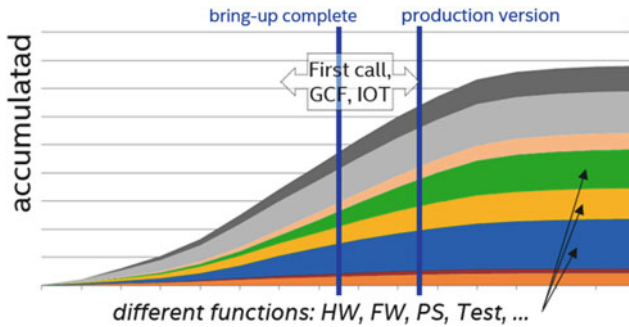 bring-up complete
production version
First call,
GCF, IOT
accumulatad
different functions: HW, FW, PS, Test, ...